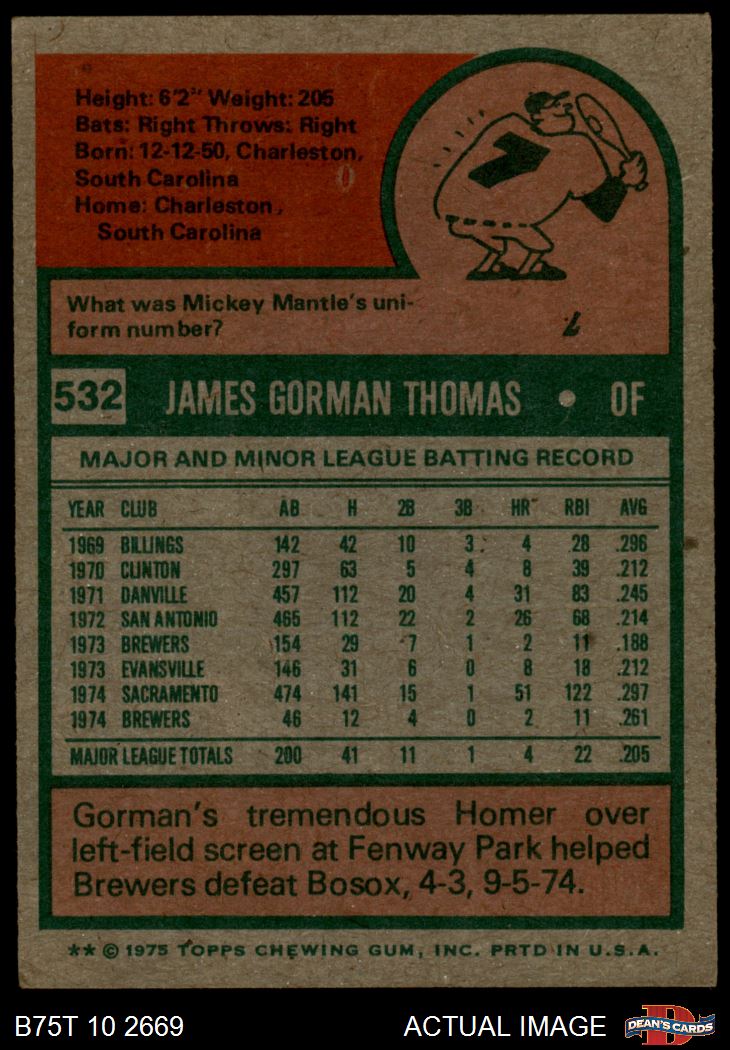 Height: 6'2" Weight: 205
Bats: Right Throws: Right
Born: 12-12-50, Charleston,
South Carolina
Home: Charleston,
South Carolina
7
What was Mickey Mantle's uni-
form number?
7
532 JAMES GORMAN THOMAS • OF
MAJOR AND MINOR LEAGUE BATTING RECORD
YEAR CLUB AB H 2B 3B HR RBI AVG
1969 BILLINGS 142 42 10 3 4 28 .296
1970 CLINTON 297 63 5 4 8 39 .212
1971 DANVILLE 457 112 20 4 31 83 .245
1972 SAN ANTONIO 465 112 22 2 26 68 .214
1973 BREWERS 154 29 7 1 2 11 .188
1973 EVANSVILLE 146 31 6 0 8 18 .212
1974 SACRAMENTO 474 141 15 1 51 122 .297
1974 BREWERS 46 12 4 0 2 11 .261
MAJOR LEAGUE TOTALS 200 41 11 1 4 22 .205
Gorman's tremendous Homer over
left-field screen at Fenway Park helped
Brewers defeat Bosox, 4-3, 9-5-74.
** © 1975 TOPPS CHEWING GUM, INC. PRTD IN U.S.A.
B75T 10 2669 ACTUAL IMAGE D DEAN'S CARDS